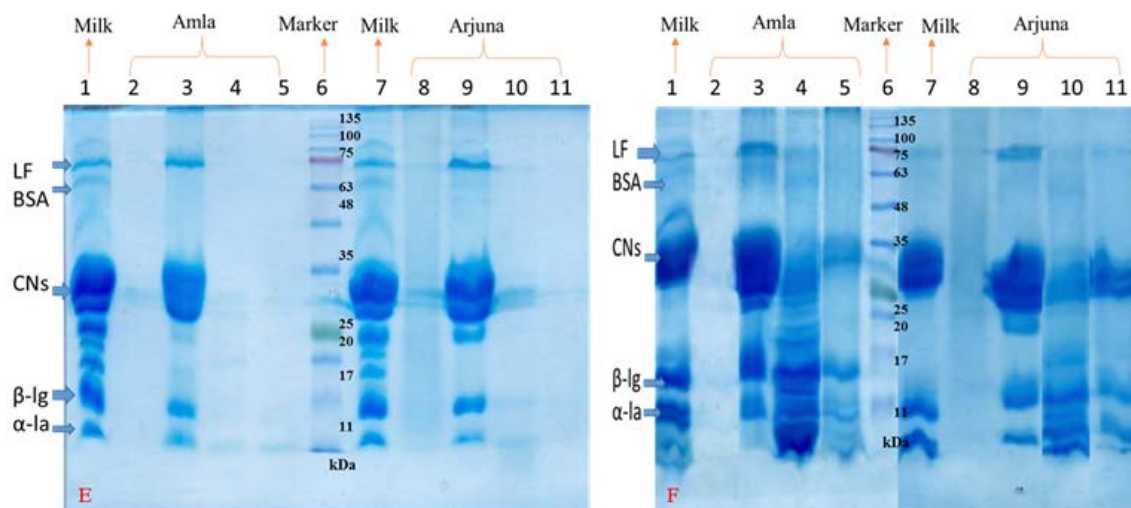 Milk Amla Marker Milk Arjuna
1 2 3 4 5 6 7 8 9 10 11
LF
BSA
CNs
β-lg
α-la
135
100
75
63
48
35
25
20
17
11
kDa
E
Milk Amla Marker Milk Arjuna
1 2 3 4 5 6 7 8 9 10 11
LF
BSA
CNs
β-lg
α-la
135
100
75
63
48
35
25
20
17
11
kDa
F